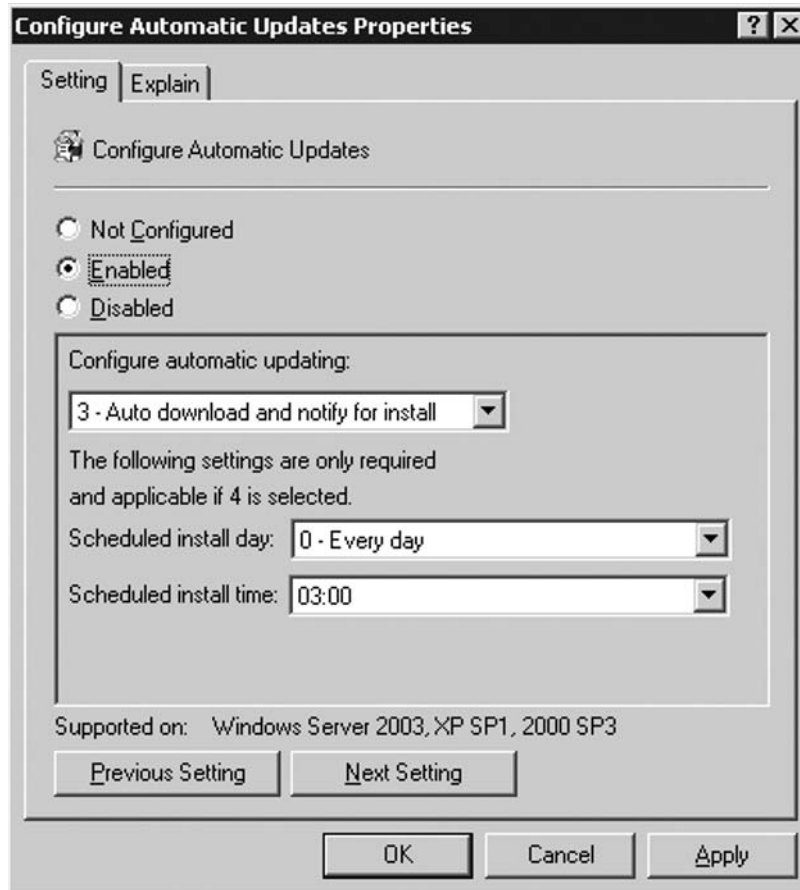 Configure Automatic Updates Properties
Setting
Explain
Configure Automatic Updates
Not Configured
Enabled
Disabled
Configure automatic updating:
3 - Auto download and notify for install
The following settings are only required
and applicable if 4 is selected.
Scheduled install day: 0 - Every day
Scheduled install time: 03:00
Supported on: Windows Server 2003, XP SP1, 2000 SP3
Previous Setting
Next Setting
OK
Cancel
Apply